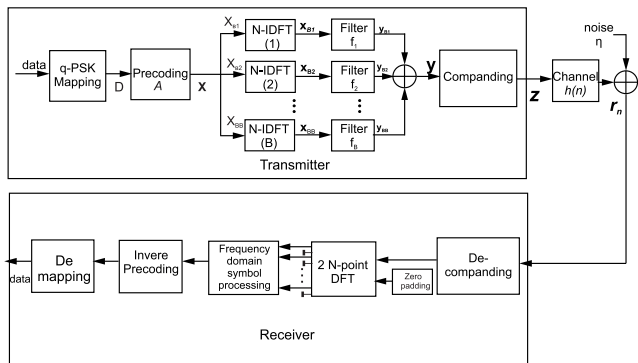 data
q-PSK
Mapping
D
Precoding
A
X
X_B1
N-IDFT
(1)
x_B1
Filter
f_1
y_B1
X_B2
N-IDFT
(2)
x_B2
Filter
f_2
y_B2
X_BB
N-IDFT
(B)
x_BB
Filter
f_B
y_BB
y
Companding
z
Channel
h(n)
noise
η
r_n
Transmitter
De
mapping
data
Invere
Precoding
Frequency
domain
symbol
processing
2 N-point
DFT
Zero
padding
De-
companding
Receiver